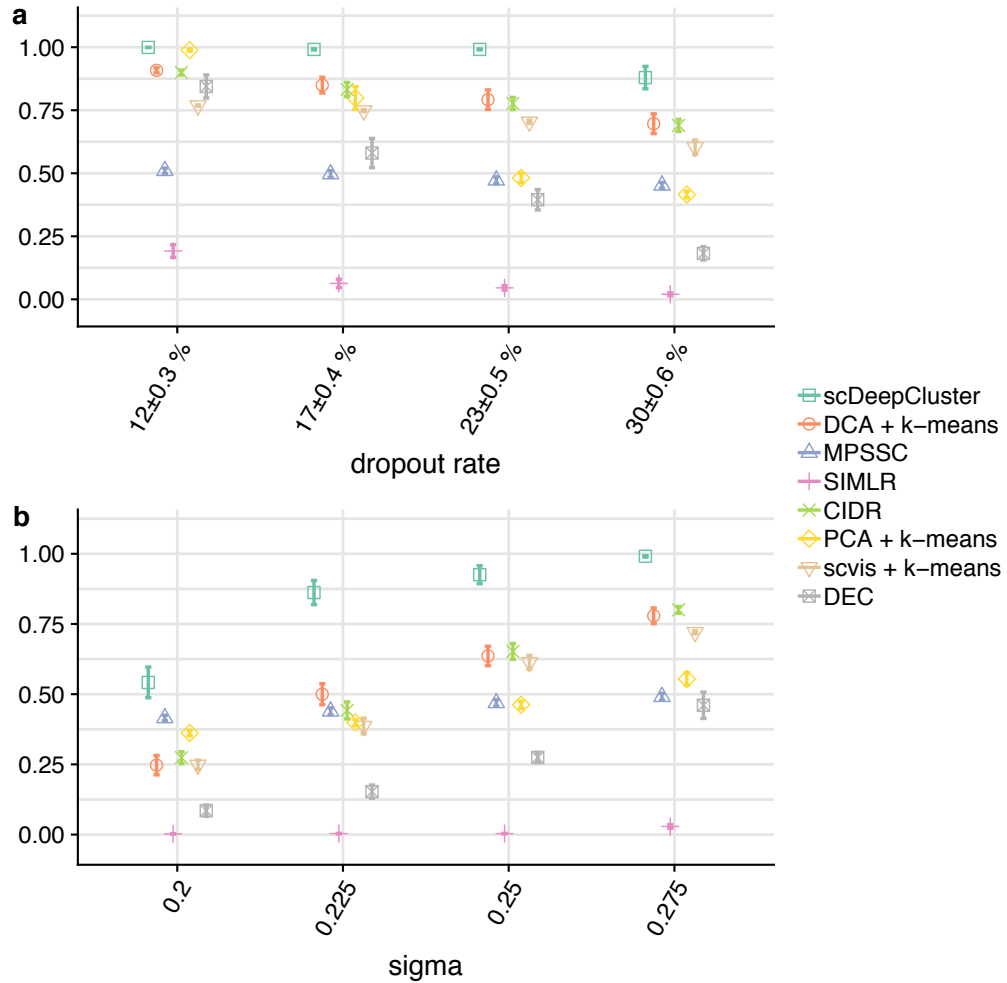 a
1.00
0.75
0.50
0.25
0.00
12±0.3 %
17±0.4 %
23±0.5 %
30±0.6 %
dropout rate
scDeepCluster
DCA + k−means
MPSSC
SIMLR
CIDR
PCA + k−means
scvis + k−means
DEC
b
1.00
0.75
0.50
0.25
0.00
0.2
0.225
0.25
0.275
sigma